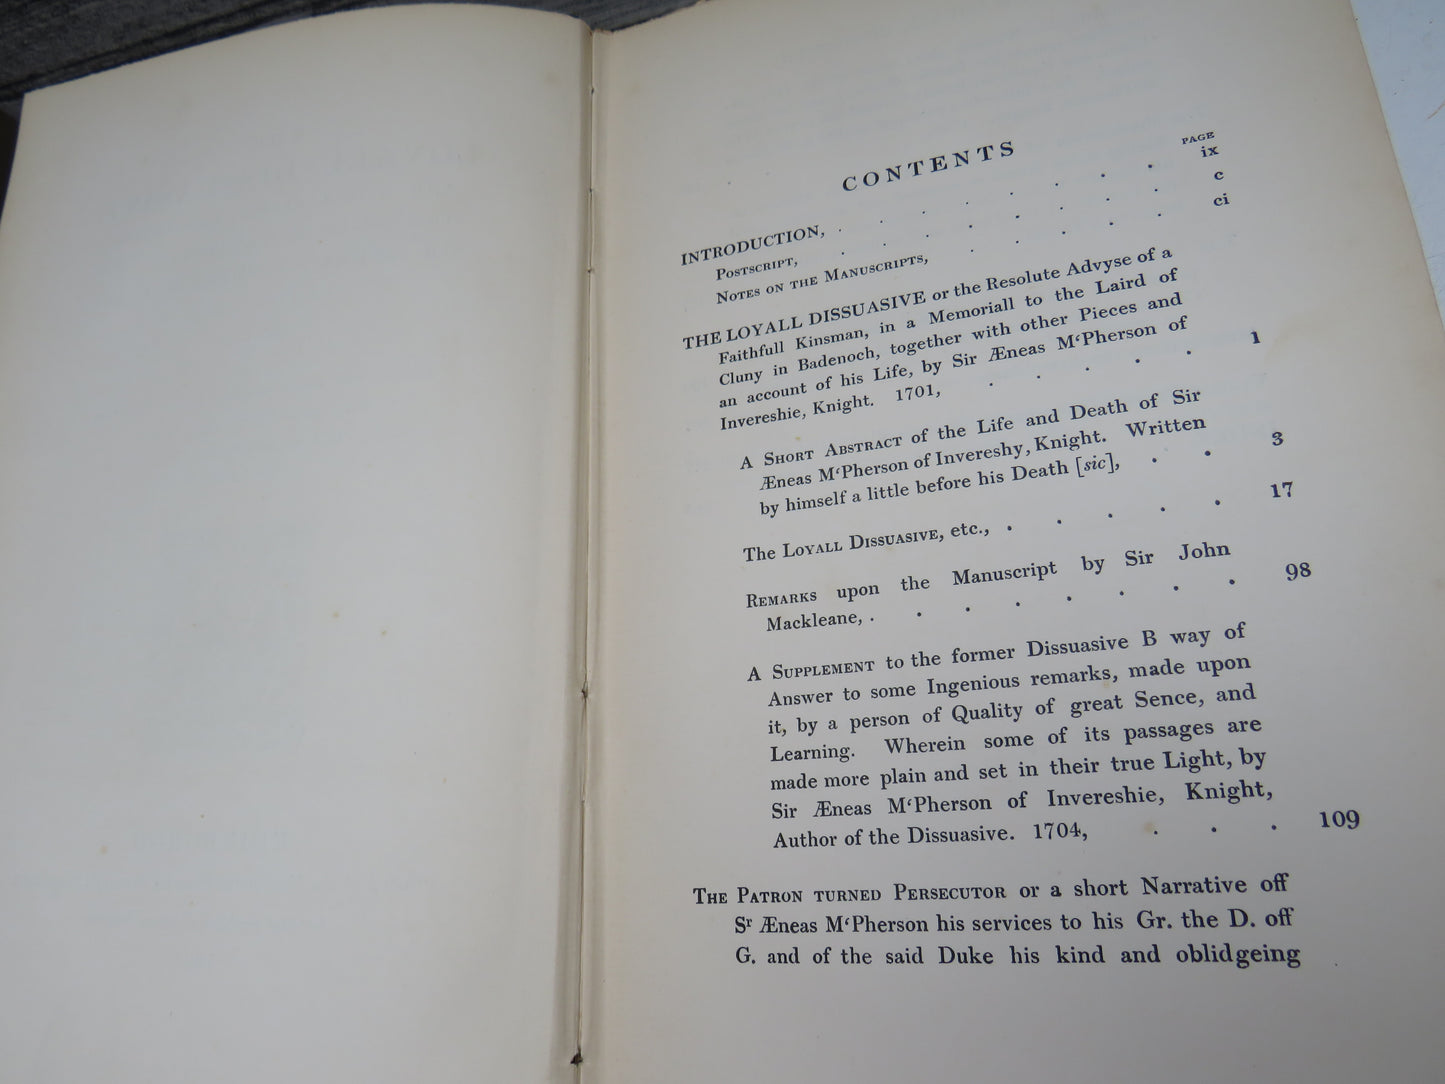 CONTENTS
PAGE
INTRODUCTION, . . . . . . . . ix
Postscript, . . . . . . . . c
Notes on the Manuscripts, . . . . . ci
THE LOYALL DISSUASIVE or the Resolute Advyse of a
Faithfull Kinsman, in a Memoriall to the Laird of
Cluny in Badenoch, together with other Pieces and
an account of his Life, by Sir Æneas M‘Pherson of
Invereshie, Knight. 1701, . . . . . 1
A Short Abstract of the Life and Death of Sir
Æneas M‘Pherson of Invereshy, Knight. Written
by himself a little before his Death [sic], . . 3
The Loyall Dissuasive, etc., . . . . . 17
Remarks upon the Manuscript by Sir John
Mackleane, . . . . . . . . 98
A Supplement to the former Dissuasive B way of
Answer to some Ingenious remarks, made upon
it, by a person of Quality of great Sence, and
Learning. Wherein some of its passages are
made more plain and set in their true Light, by
Sir Æneas M‘Pherson of Invereshie, Knight,
Author of the Dissuasive. 1704, . . . 109
The Patron turned Persecutor or a short Narrative off
Sr Æneas M‘Pherson his services to his Gr. the D. off
G. and of the said Duke his kind and oblidgeing